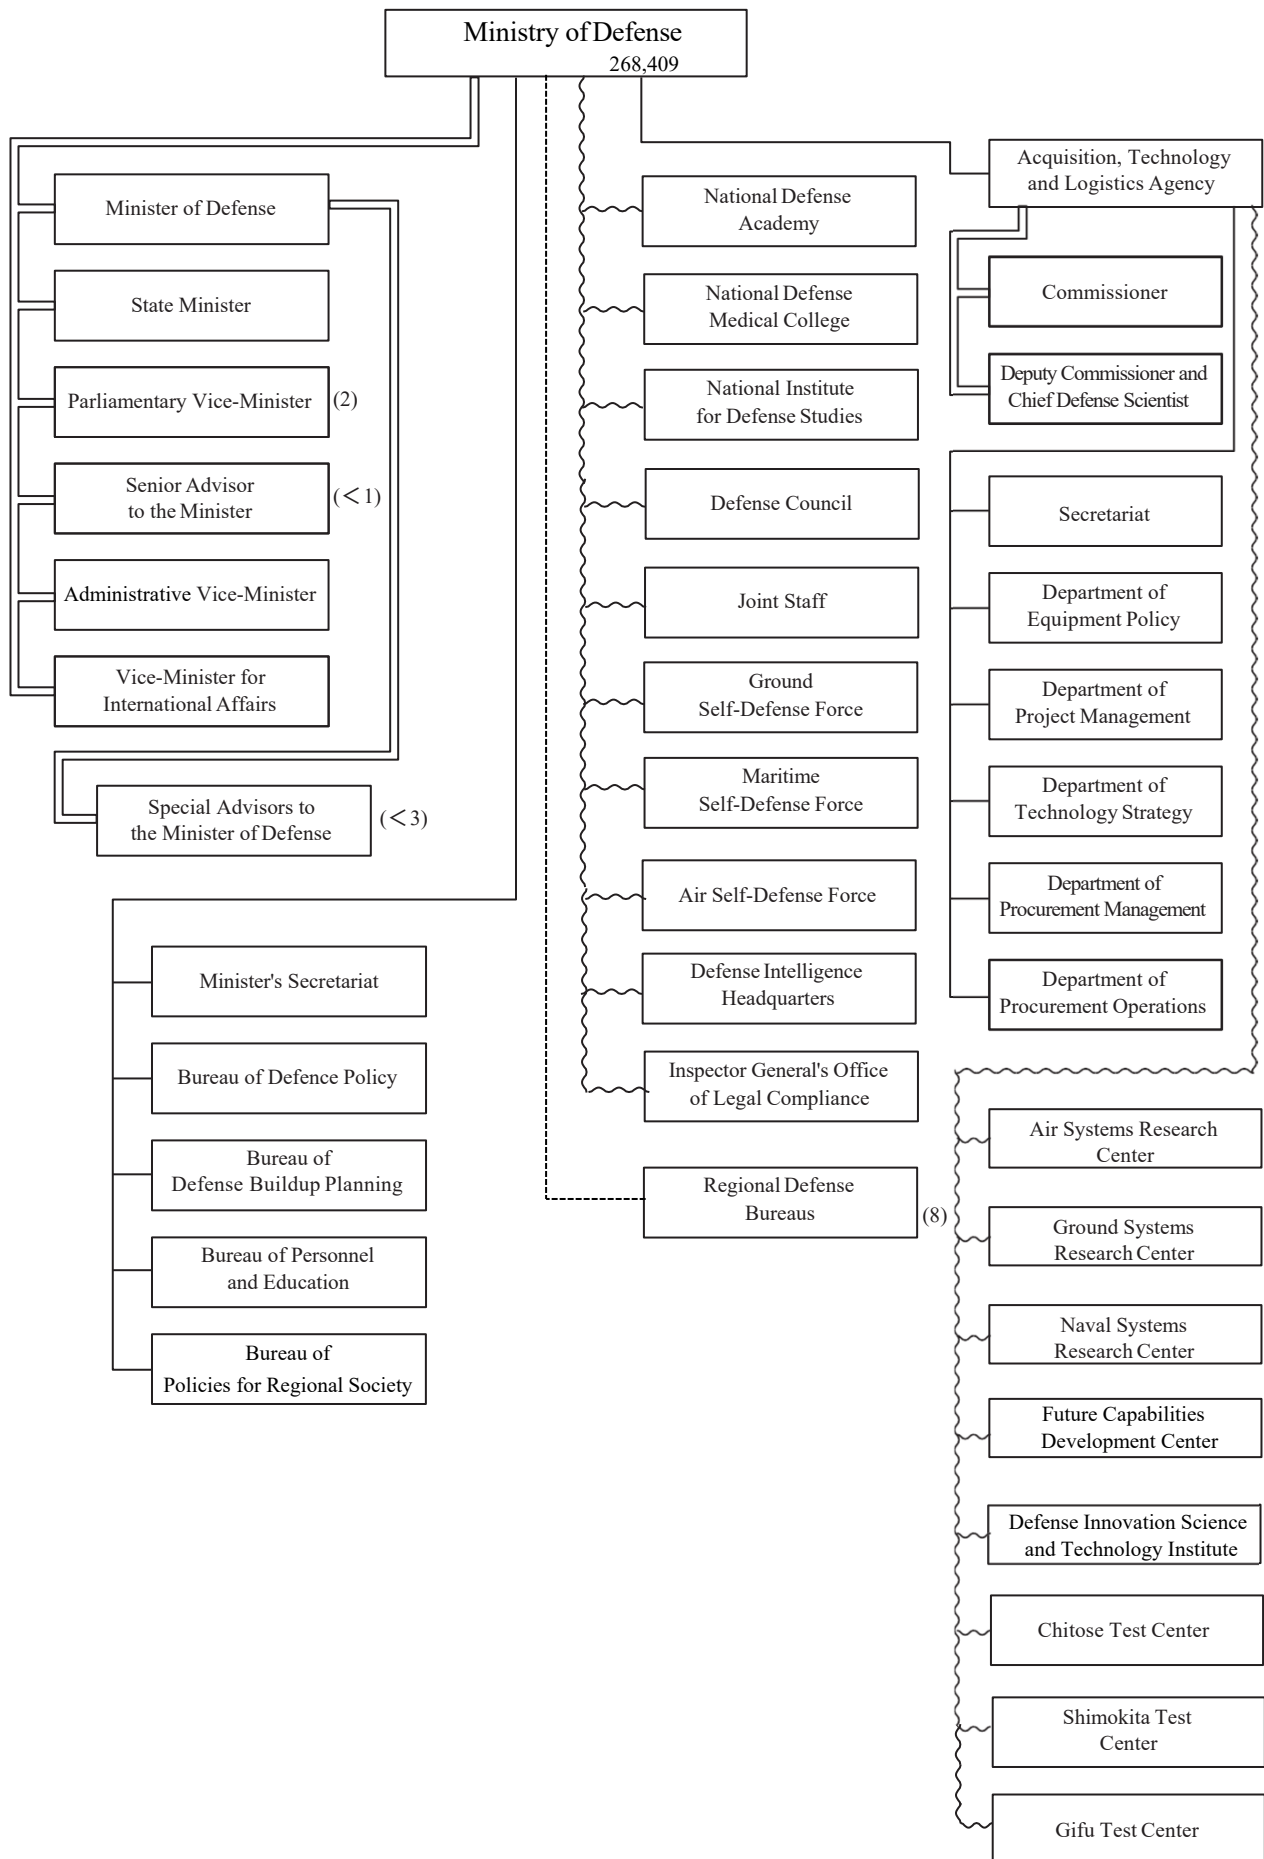 Ministry of Defense
268,409
Minister of Defense
State Minister
Parliamentary Vice-Minister
(2)
Senior Advisor
to the Minister
(<1)
Administrative Vice-Minister
Vice-Minister for
International Affairs
Special Advisors to
the Minister of Defense
(<3)
Minister's Secretariat
Bureau of Defence Policy
Bureau of
Defense Buildup Planning
Bureau of Personnel
and Education
Bureau of
Policies for Regional Society
National Defense
Academy
National Defense
Medical College
National Institute
for Defense Studies
Defense Council
Joint Staff
Ground
Self-Defense Force
Maritime
Self-Defense Force
Air Self-Defense Force
Defense Intelligence
Headquarters
Inspector General's Office
of Legal Compliance
Regional Defense
Bureaus
(8)
Acquisition, Technology
and Logistics Agency
Commissioner
Deputy Commissioner and
Chief Defense Scientist
Secretariat
Department of
Equipment Policy
Department of
Project Management
Department of
Technology Strategy
Department of
Procurement Management
Department of
Procurement Operations
Air Systems Research
Center
Ground Systems
Research Center
Naval Systems
Research Center
Future Capabilities
Development Center
Defense Innovation Science
and Technology Institute
Chitose Test Center
Shimokita Test
Center
Gifu Test Center